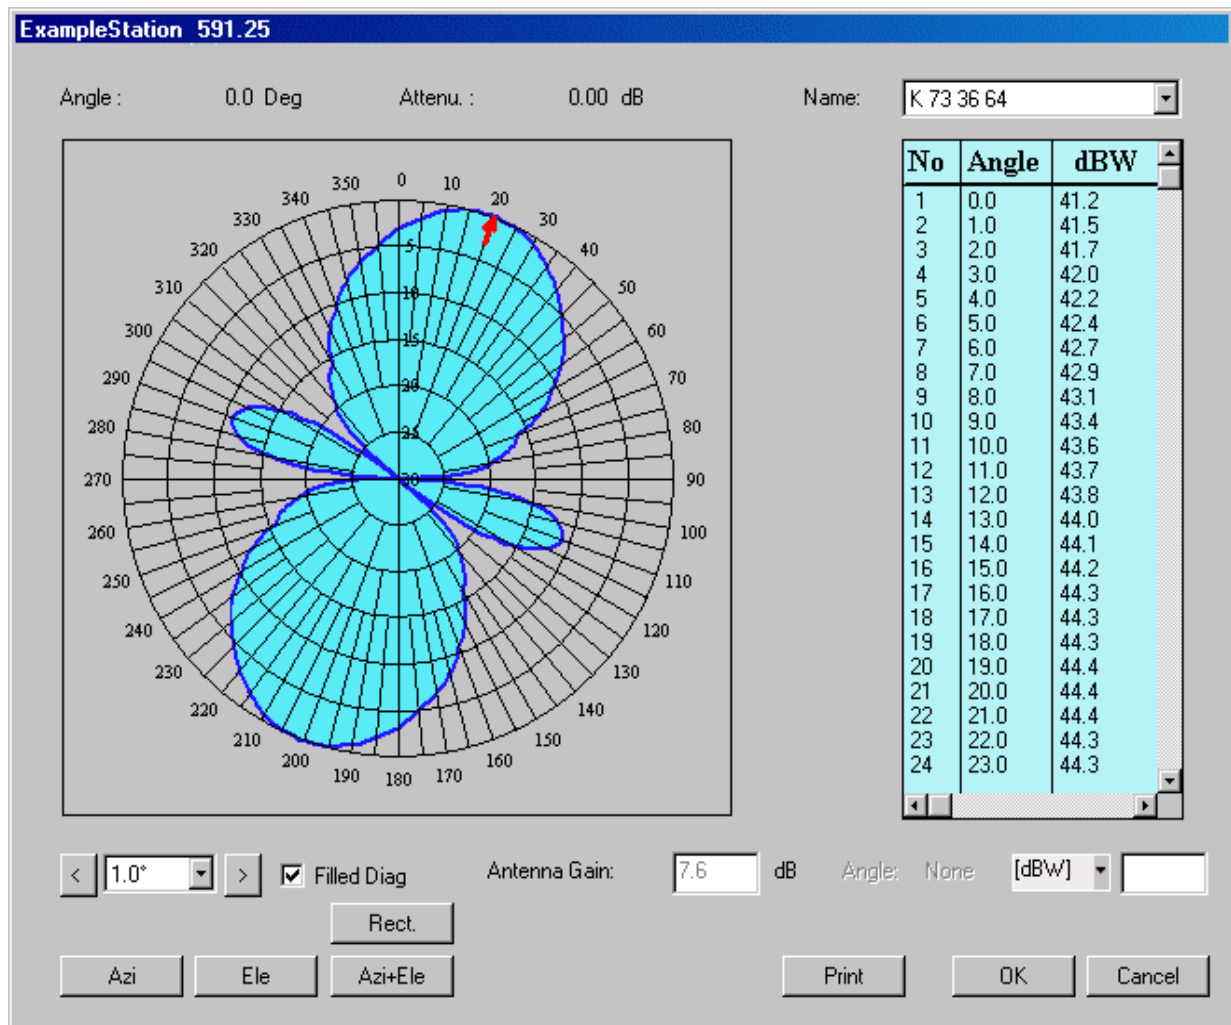 ExampleStation 591.25
Angle : 0.0 Deg Attenu. : 0.00 dB Name: K 73 36 64
0
10
20
30
40
50
60
70
80
90
100
110
120
130
140
150
160
170
180
190
200
210
220
230
240
250
260
270
280
290
300
310
320
330
340
350
5
10
15
20
25
30
No Angle dBW
1 0.0 41.2
2 1.0 41.5
3 2.0 41.7
4 3.0 42.0
5 4.0 42.2
6 5.0 42.4
7 6.0 42.7
8 7.0 42.9
9 8.0 43.1
10 9.0 43.4
11 10.0 43.6
12 11.0 43.7
13 12.0 43.8
14 13.0 44.0
15 14.0 44.1
16 15.0 44.2
17 16.0 44.3
18 17.0 44.3
19 18.0 44.3
20 19.0 44.4
21 20.0 44.4
22 21.0 44.4
23 22.0 44.3
24 23.0 44.3
< 1.0° > Filled Diag Antenna Gain: 7.6 dB Angle: None [dBW]
Rect.
Azi Ele Azi+Ele Print OK Cancel